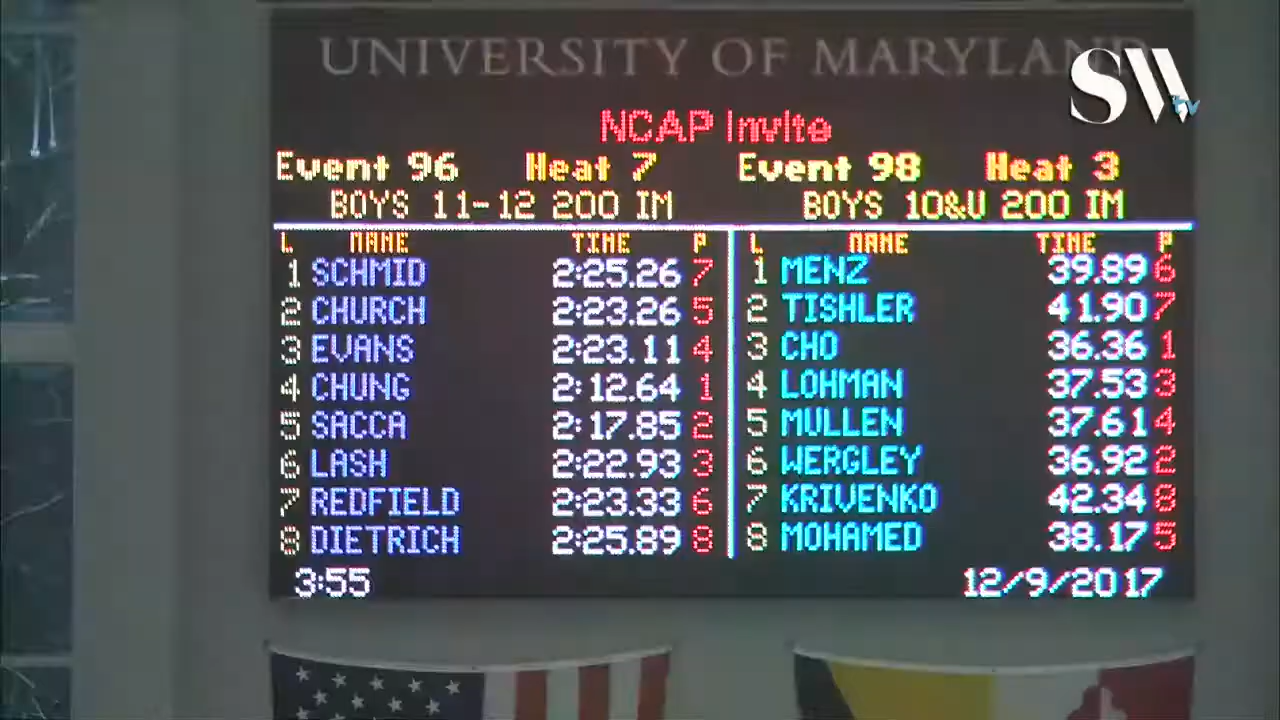 UNIVERSITY OF MARYLAND
SW tv
NCAP Invite
Event 96 Heat 7 Event 98 Heat 3
BOYS 11-12 200 IM BOYS 10&U 200 IM
L NAME TIME P L NAME TIME P
1 SCHMID 2:25.26 7 1 MENZ 39.89 6
2 CHURCH 2:23.26 5 2 TISHLER 41.90 7
3 EVANS 2:23.11 4 3 CHO 36.36 1
4 CHUNG 2:12.64 1 4 LOHMAN 37.53 3
5 SACCA 2:17.85 2 5 MULLEN 37.61 4
6 LASH 2:22.93 3 6 WERGLEY 36.92 2
7 REDFIELD 2:23.33 6 7 KRIVENKO 42.34 8
8 DIETRICH 2:25.89 8 8 MOHAMED 38.17 5
3:55 12/9/2017